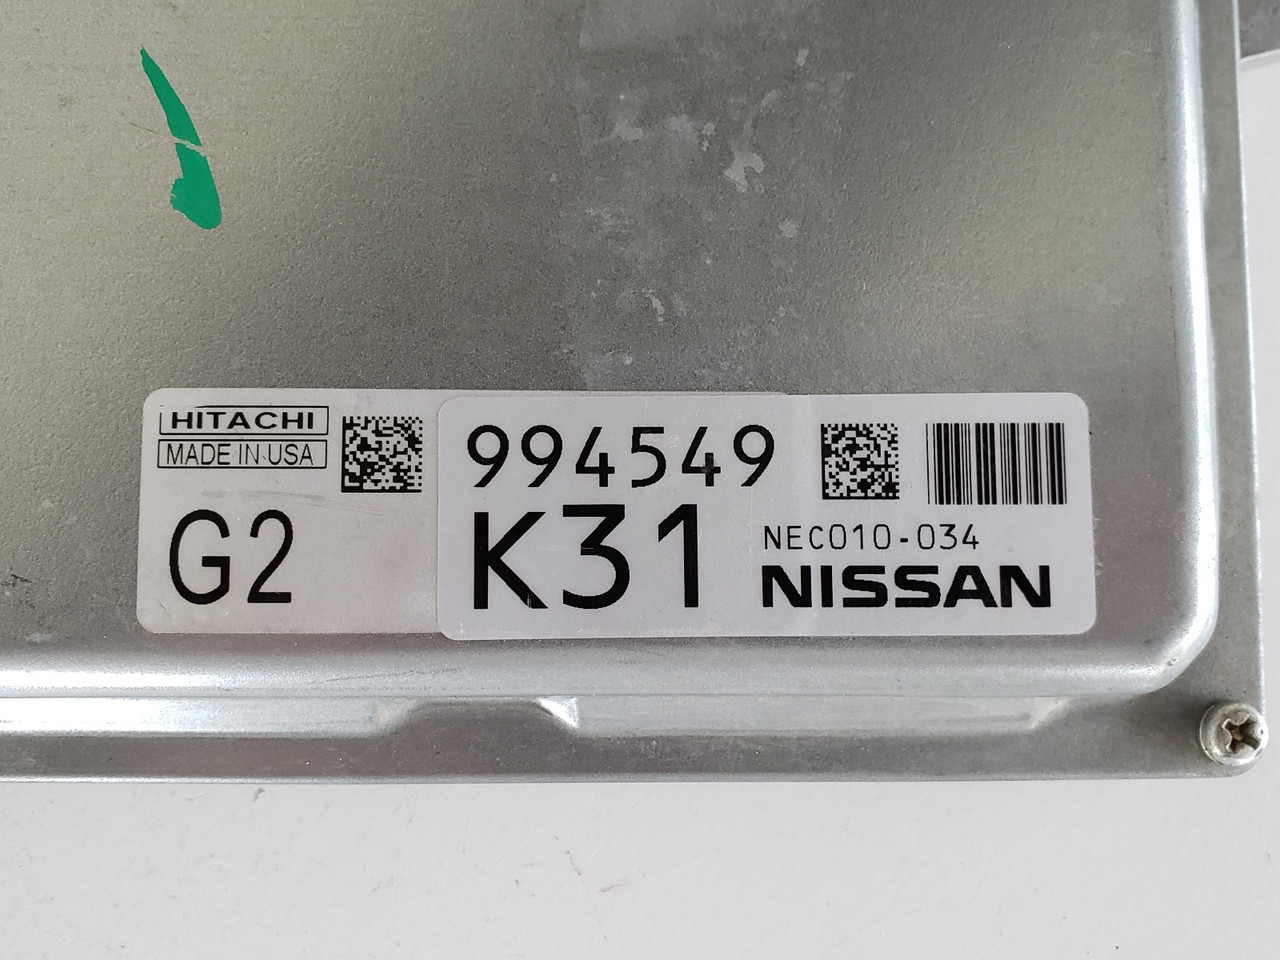 HITACHI
MADE IN USA
G2
994549
K31
NEC010-034
NISSAN